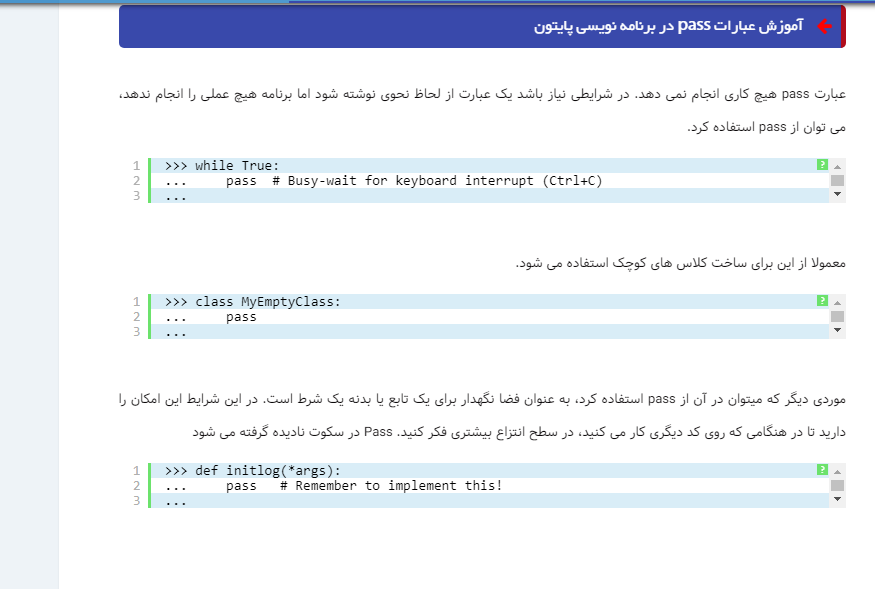 آموزش عبارات pass در برنامه نویسی پایتون
عبارت pass هیچ کاری انجام نمی دهد. در شرایطی نیاز باشد یک عبارت از لحاظ نحوی نوشته شود اما برنامه هیچ عملی را انجام ندهد،
می توان از pass استفاده کرد.
1 >>> while True: ?
2 ...     pass  # Busy-wait for keyboard interrupt (Ctrl+C)
3 ...
معمولا از این برای ساخت کلاس های کوچک استفاده می شود.
1 >>> class MyEmptyClass: ?
2 ...     pass
3 ...
موردی دیگر که میتوان در آن از pass استفاده کرد، به عنوان فضا نگهدار برای یک تابع یا بدنه یک شرط است. در این شرایط این امکان را
دارید تا در هنگامی که روی کد دیگری کار می کنید، در سطح انتزاع بیشتری فکر کنید. Pass در سکوت نادیده گرفته می شود
1 >>> def initlog(*args): ?
2 ...     pass   # Remember to implement this!
3 ...